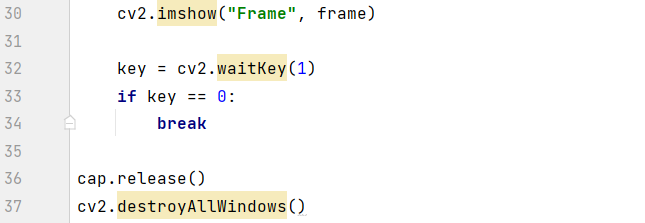 30 cv2.imshow("Frame", frame)
31
32 key = cv2.waitKey(1)
33 if key == 0:
34 break
35
36 cap.release()
37 cv2.destroyAllWindows()